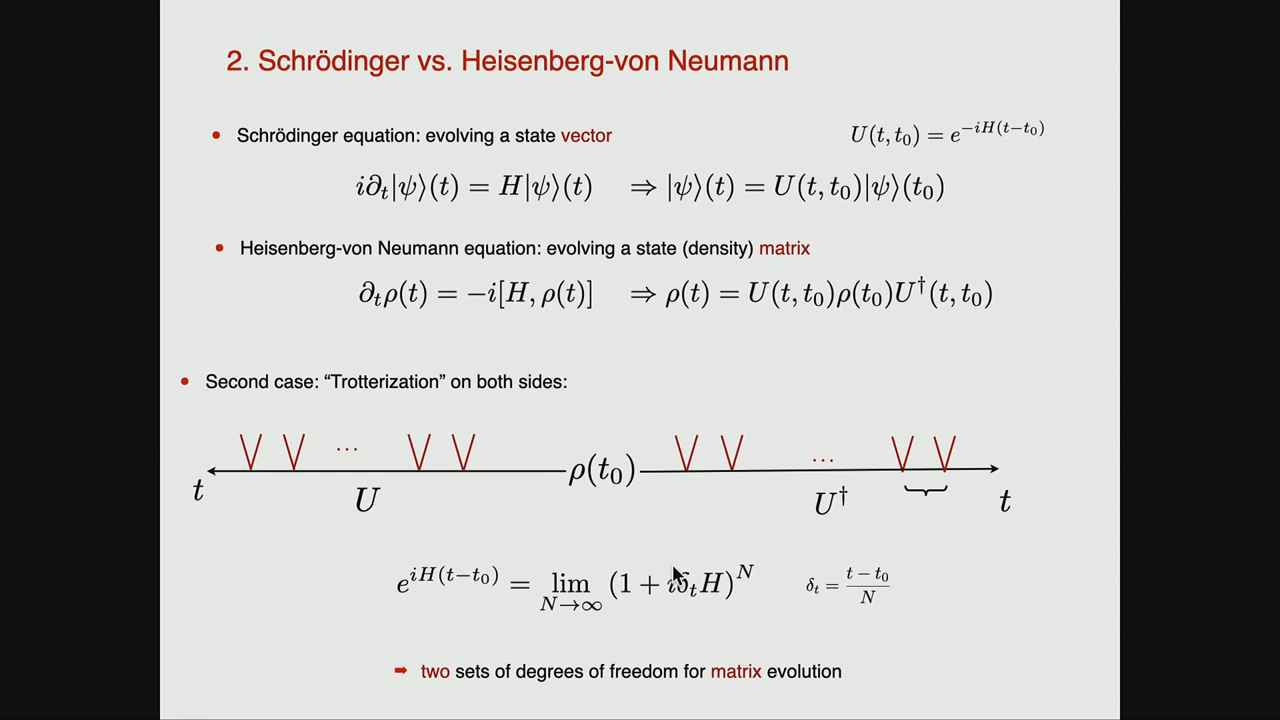 2. Schrödinger vs. Heisenberg-von Neumann
• Schrödinger equation: evolving a state vector
U(t, t₀) = e^{−iH(t−t₀)}
i∂ₜ|ψ⟩(t) = H|ψ⟩(t) ⇒ |ψ⟩(t) = U(t, t₀)|ψ⟩(t₀)
• Heisenberg-von Neumann equation: evolving a state (density) matrix
∂ₜρ(t) = −i[H, ρ(t)] ⇒ ρ(t) = U(t, t₀)ρ(t₀)U†(t, t₀)
• Second case: “Trotterization” on both sides:
... ρ(t₀) ...
t U U† t
e^{iH(t−t₀)} = lim_{N→∞} (1 + iδₜH)^N δₜ = (t − t₀)/N
➡ two sets of degrees of freedom for matrix evolution